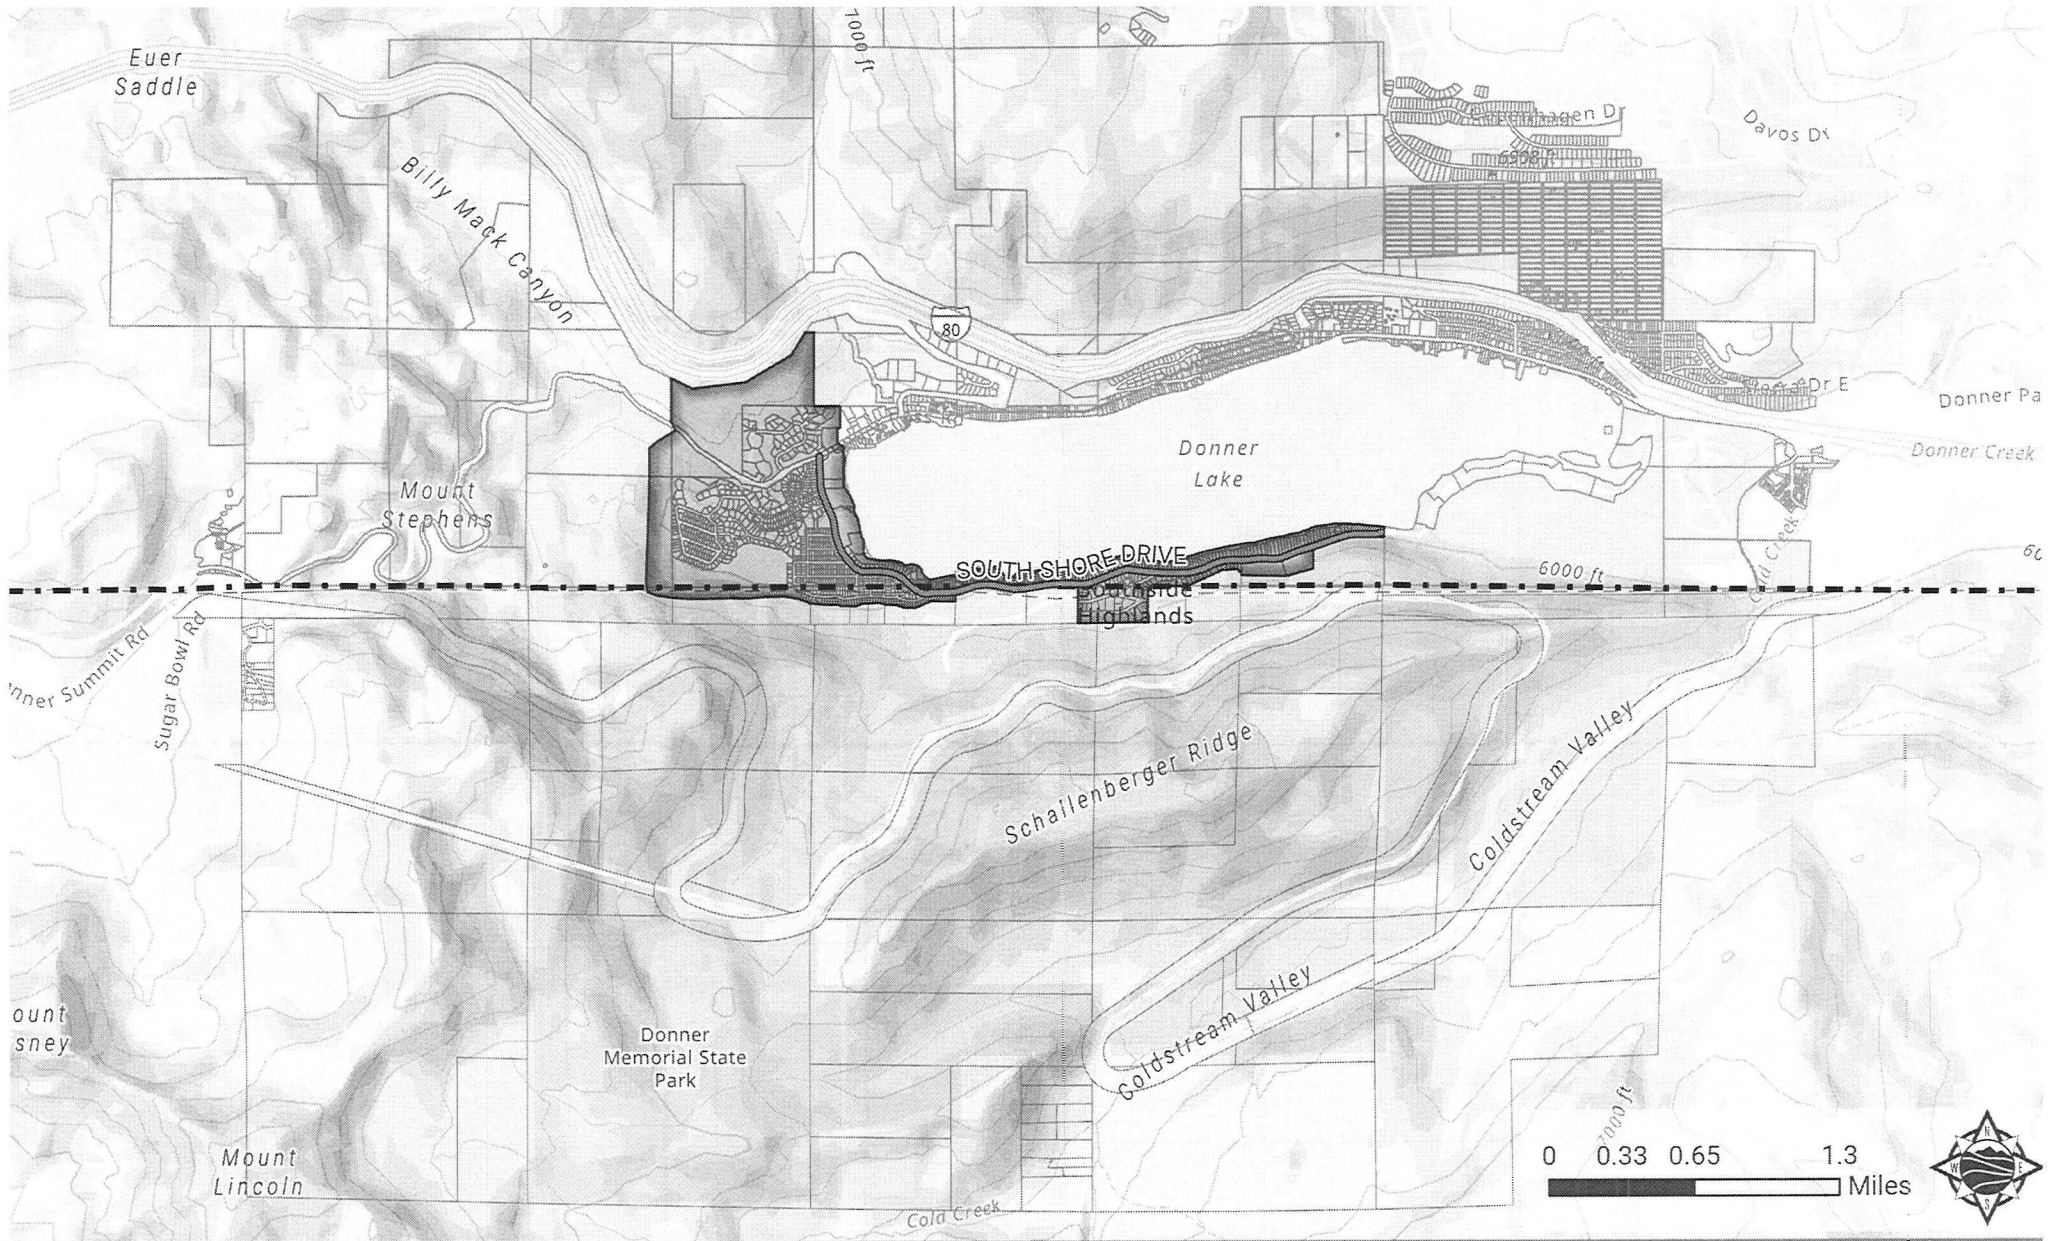 Euer
Saddle
7000 ft
Davos Dr
Billy Mack Canyon
80
Dr E
Donner Pa
Donner Creek
Donner
Lake
Mount
Stephens
Cold Creek
SOUTH SHORE DRIVE
6000 ft
Southside
Highlands
nner Summit Rd
Sugar Bowl Rd
Schallenberger Ridge
Coldstream Valley
Coldstream Valley
ount
sney
Donner
Memorial State
Park
7000 ft
Mount
Lincoln
Cold Creek
0 0.33 0.65 1.3
Miles
N
W E
S